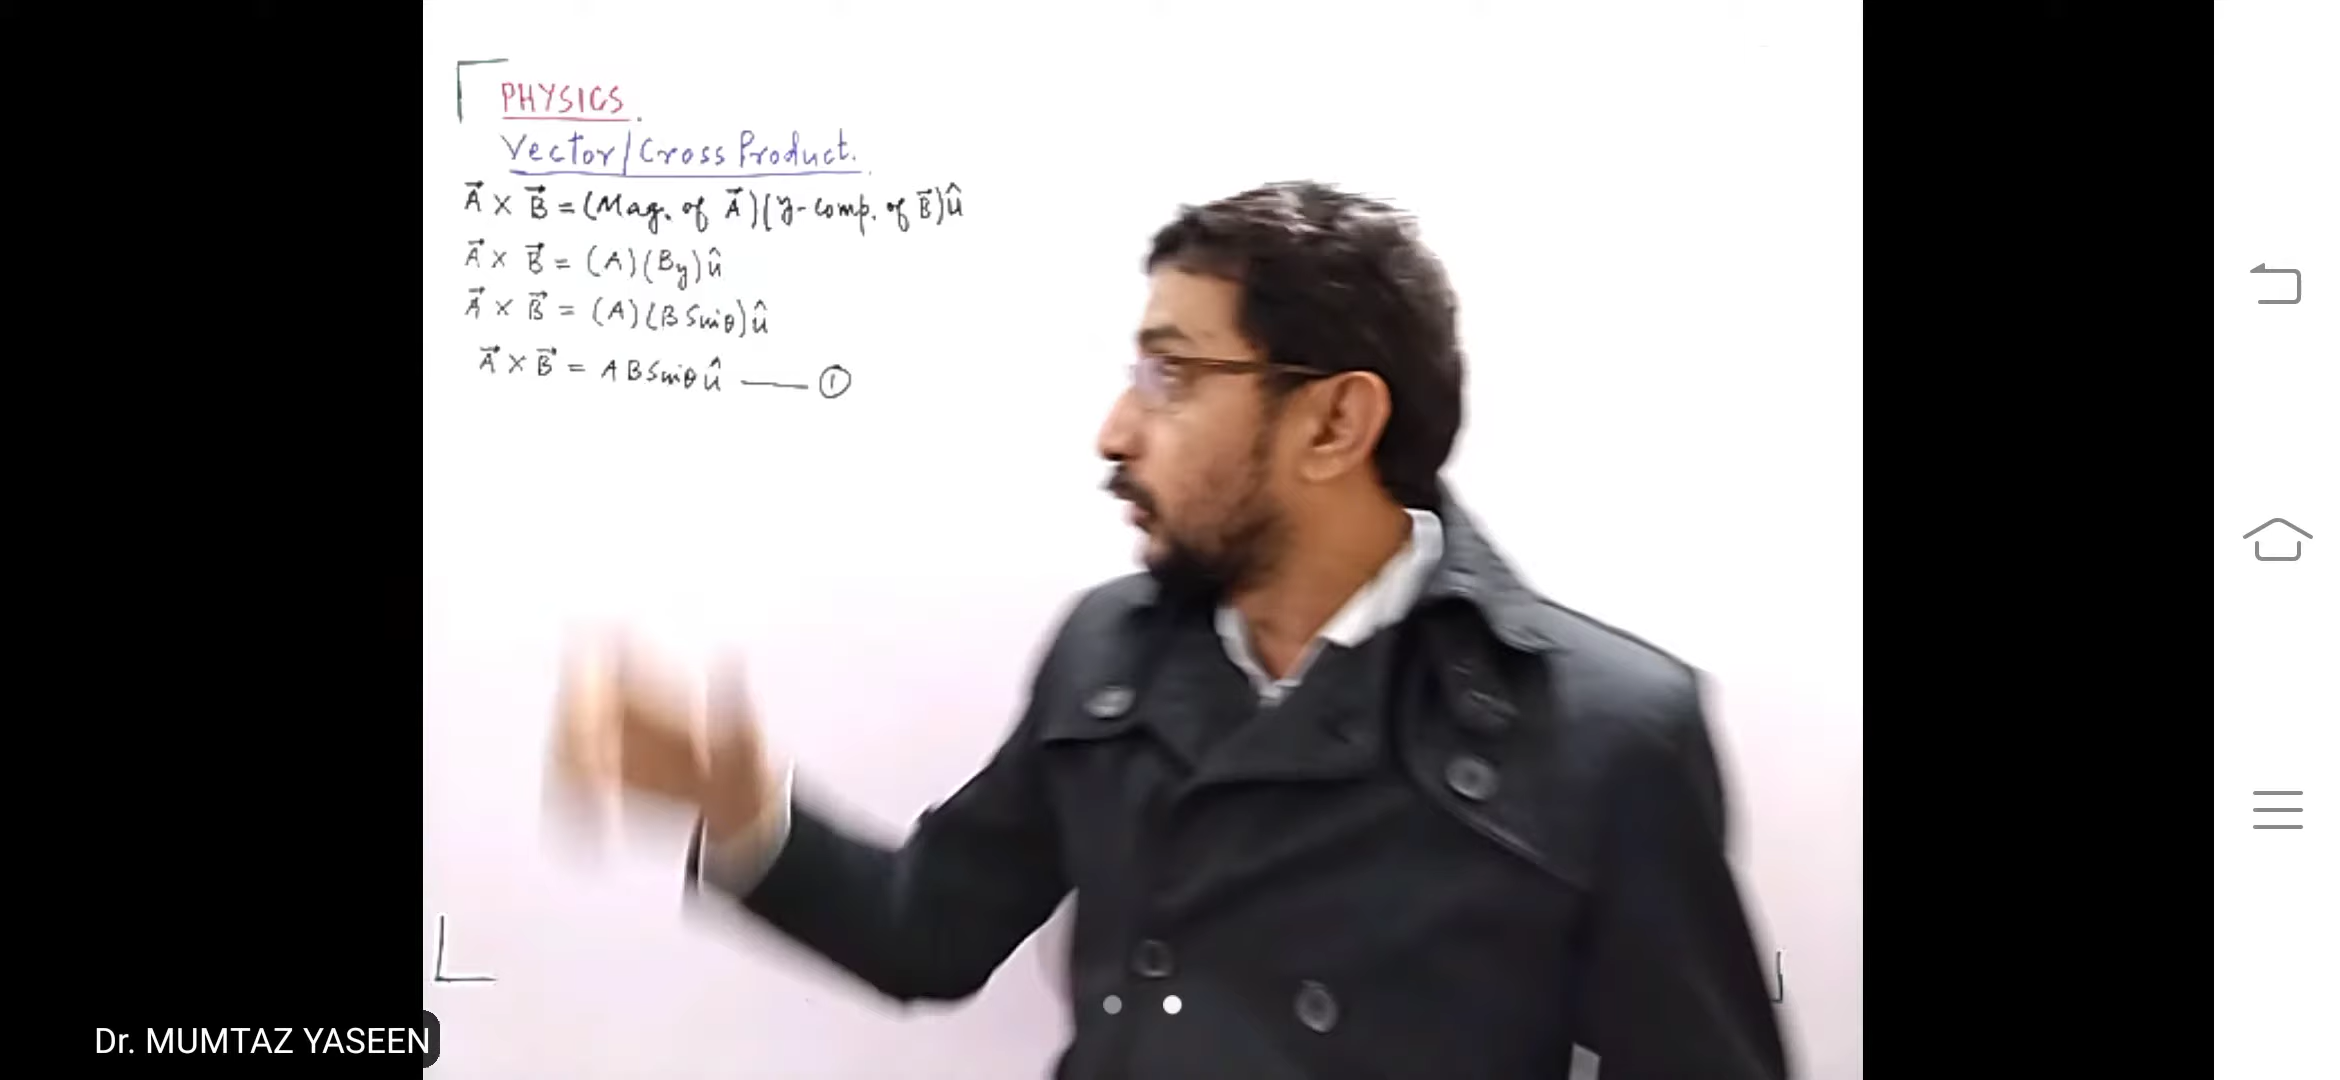 PHYSICS.
Vector/Cross Product.
A⃗ × B⃗ = (Mag. of A⃗)(y-comp. of B⃗)û
A⃗ × B⃗ = (A)(By)û
A⃗ × B⃗ = (A)(B Sinθ)û
A⃗ × B⃗ = A B Sinθ û —— ①
Dr. MUMTAZ YASEEN